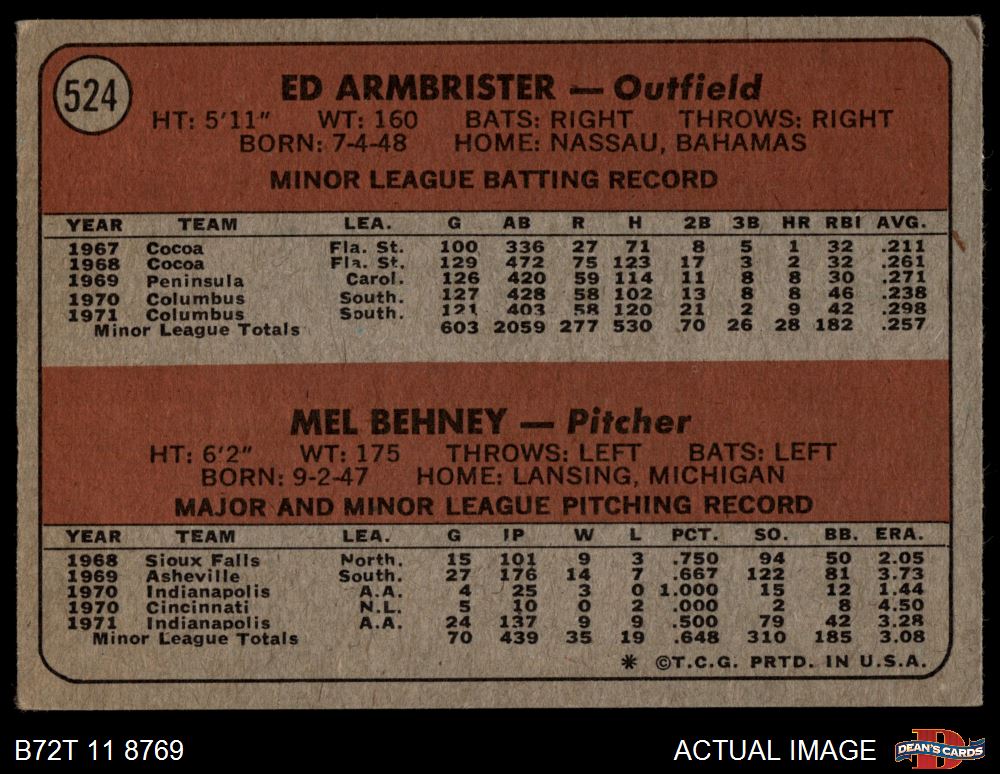 524
ED ARMBRISTER — Outfield
HT: 5'11" WT: 160 BATS: RIGHT THROWS: RIGHT
BORN: 7-4-48 HOME: NASSAU, BAHAMAS
MINOR LEAGUE BATTING RECORD
YEAR TEAM LEA. G AB R H 2B 3B HR RBI AVG.
1967 Cocoa Fla. St. 100 336 27 71 8 5 1 32 .211
1968 Cocoa Fla. St. 129 472 75 123 17 3 2 32 .261
1969 Peninsula Carol. 126 420 59 114 11 8 8 30 .271
1970 Columbus South. 127 428 58 102 13 8 8 46 .238
1971 Columbus South. 121 403 58 120 21 2 9 42 .298
Minor League Totals 603 2059 277 530 70 26 28 182 .257
MEL BEHNEY — Pitcher
HT: 6'2" WT: 175 THROWS: LEFT BATS: LEFT
BORN: 9-2-47 HOME: LANSING, MICHIGAN
MAJOR AND MINOR LEAGUE PITCHING RECORD
YEAR TEAM LEA. G IP W L PCT. SO. BB. ERA.
1968 Sioux Falls North. 15 101 9 3 .750 94 50 2.05
1969 Asheville South. 27 176 14 7 .667 122 81 3.73
1970 Indianapolis A.A. 4 25 3 0 1.000 15 12 1.44
1970 Cincinnati N.L. 5 10 0 2 .000 2 8 4.50
1971 Indianapolis A.A. 24 137 9 9 .500 79 42 3.28
Minor League Totals 70 439 35 19 .648 310 185 3.08
* ©T.C.G. PRTD. IN U.S.A.
B72T 11 8769
ACTUAL IMAGE
DEAN'S CARDS